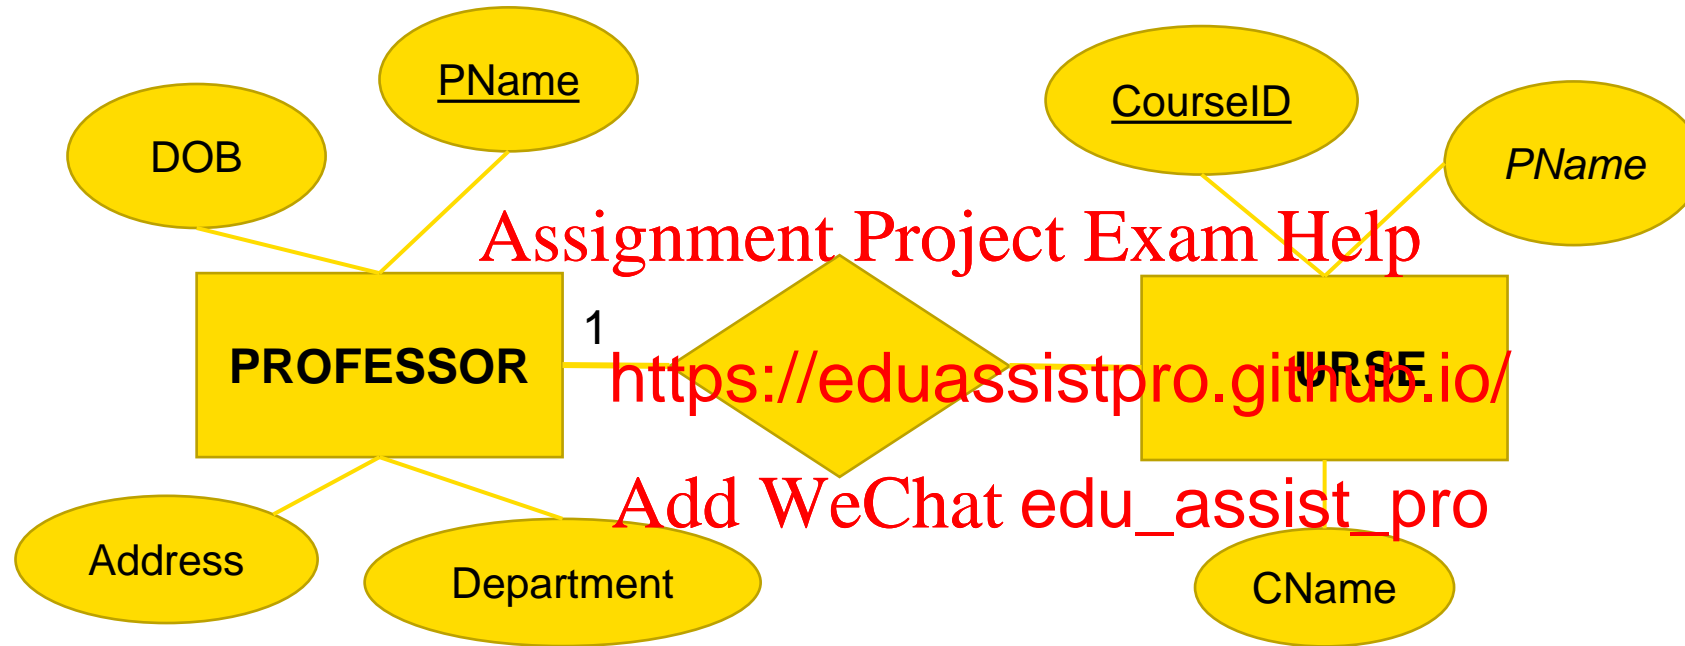 PName
CourseID
DOB
PName
Assignment Project Exam Help
1
PROFESSOR
URSE
https://eduassistpro.github.io/
Add WeChat edu_assist_pro
Address
Department
CName